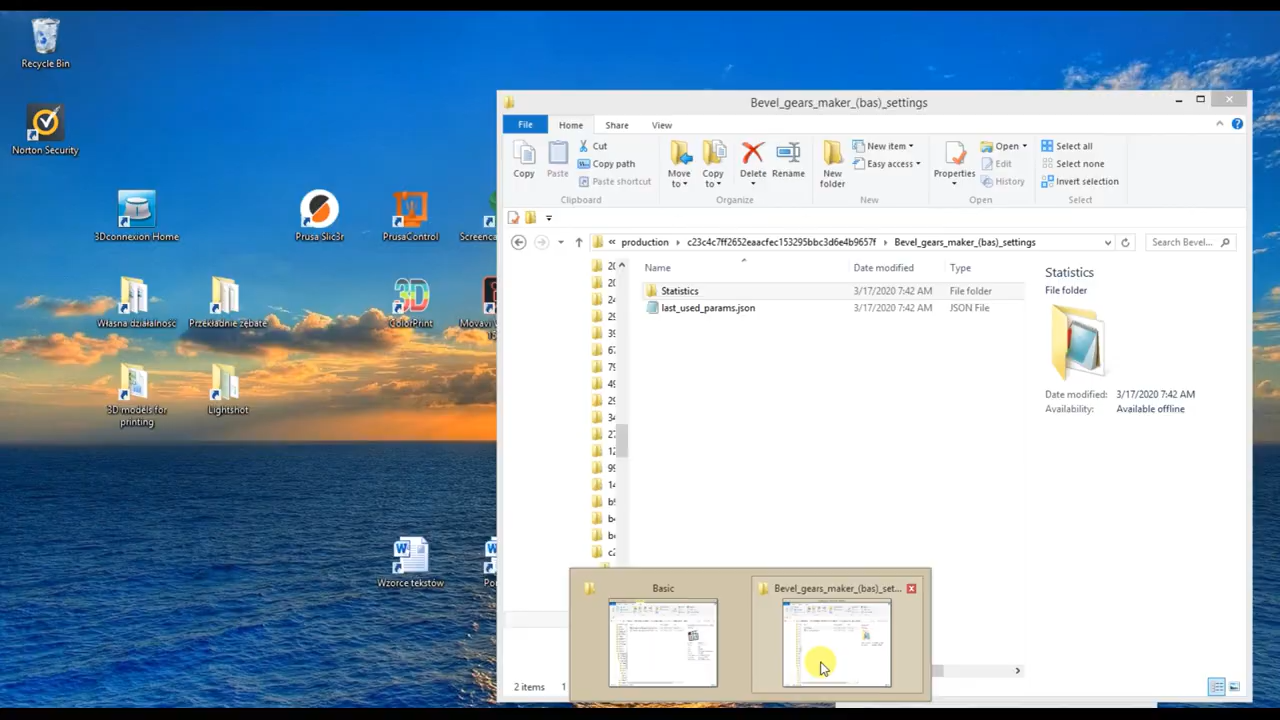 Recycle Bin
Norton Security
3Dconnexion Home
Prusa Slic3r
PrusaControl
Własna działalność
Przekładnie zębate
ColorPrint
3D models for
printing
Lightshot
Wzorce tekstów
Bevel_gears_maker_(bas)_settings
File
Home
Share
View
Copy
Paste
Cut
Copy path
Paste shortcut
Clipboard
Move
to
Copy
to
Delete
Rename
Organize
New
folder
New item
Easy access
New
Properties
Open
Edit
History
Open
Select all
Select none
Invert selection
Select
« production
c23c4c7ff2652eaacfec153295bbc3d6e4b9657f
Bevel_gears_maker_(bas)_settings
Search Bevel...
Name
Date modified
Type
Statistics
3/17/2020 7:42 AM
File folder
last_used_params.json
3/17/2020 7:42 AM
JSON File
Statistics
File folder
Date modified: 3/17/2020 7:42 AM
Availability: Available offline
Basic
Bevel_gears_maker_(bas)_set...
2 items